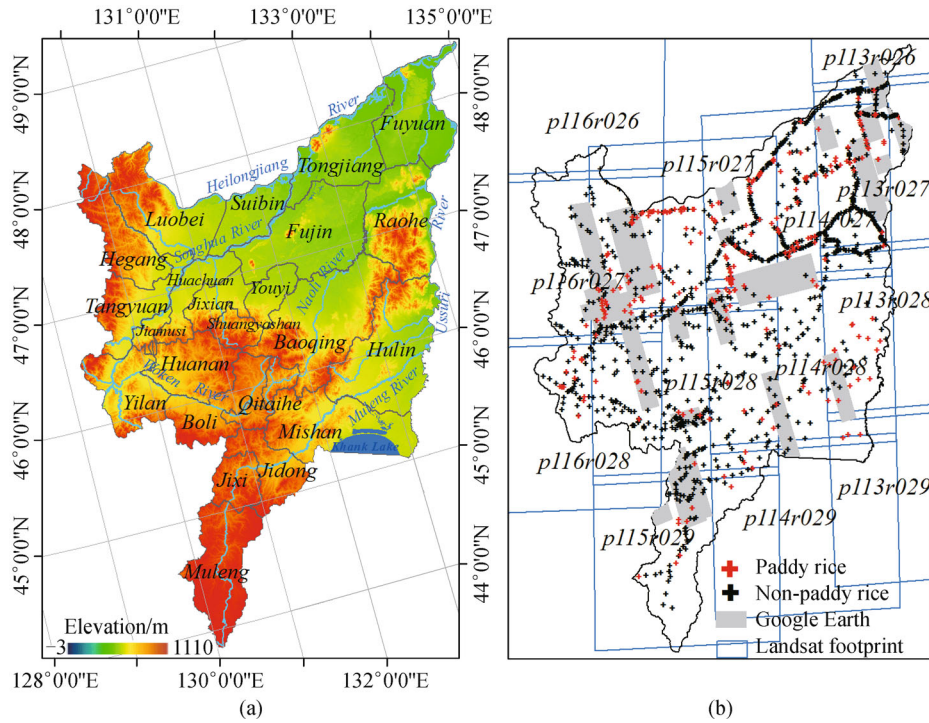 131°0'0"E
133°0'0"E
135°0'0"E
49°0'0"N
48°0'0"N
47°0'0"N
46°0'0"N
45°0'0"N
48°0'0"N
47°0'0"N
46°0'0"N
45°0'0"N
44°0'0"N
128°0'0"E
130°0'0"E
132°0'0"E
River
Fuyuan
Tongjiang
Heilongjiang
Suibin
Luobei
Raohe
River
Songhua River
Fujin
Hegang
Huachuan
Youyi
Naoli River
Tangyuan
Jixian
Ussuri
Jiamusi
Shuangyashan
Baoqing
Hulin
Huanan
River
Qitaihe
Muleng River
Yilan
Boli
Mishan
Khank Lake
Jidong
Jixi
Muleng
Elevation/m
−3
1110
(a)
p113r026
p116r026
p115r027
p113r027
p114r027
p116r027
p113r028
p114r028
p115r028
p116r028
p113r029
p114r029
p115r029
Paddy rice
Non-paddy rice
Google Earth
Landsat footprint
(b)